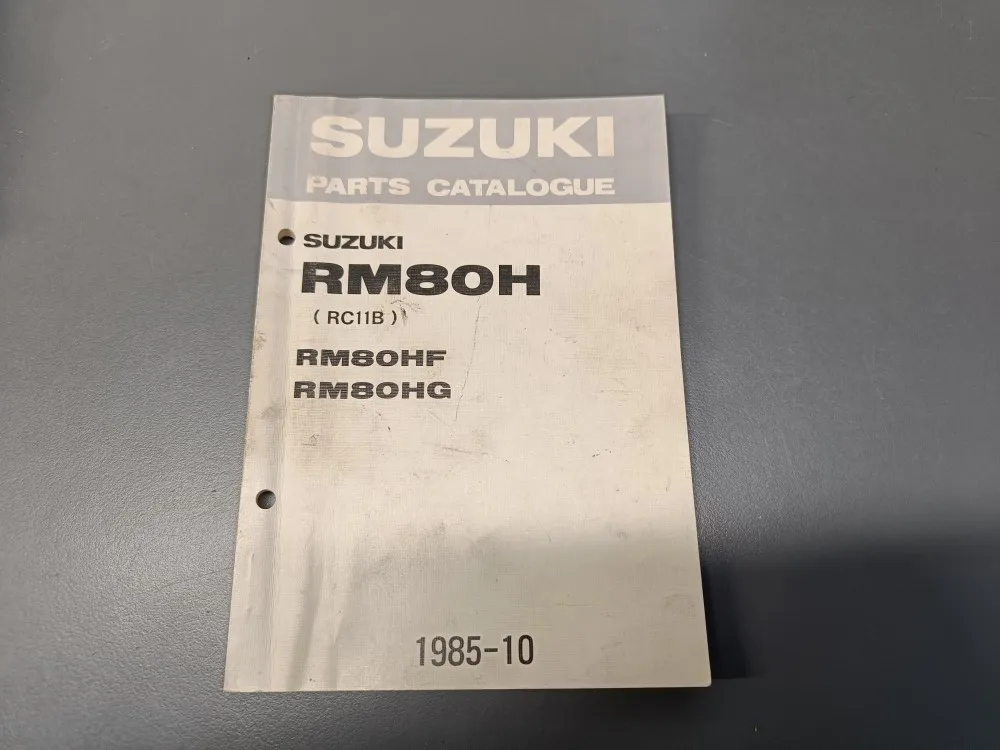 SUZUKI
PARTS CATALOGUE
SUZUKI
RM80H
( RC11B )
RM80HF
RM80HG
1985-10